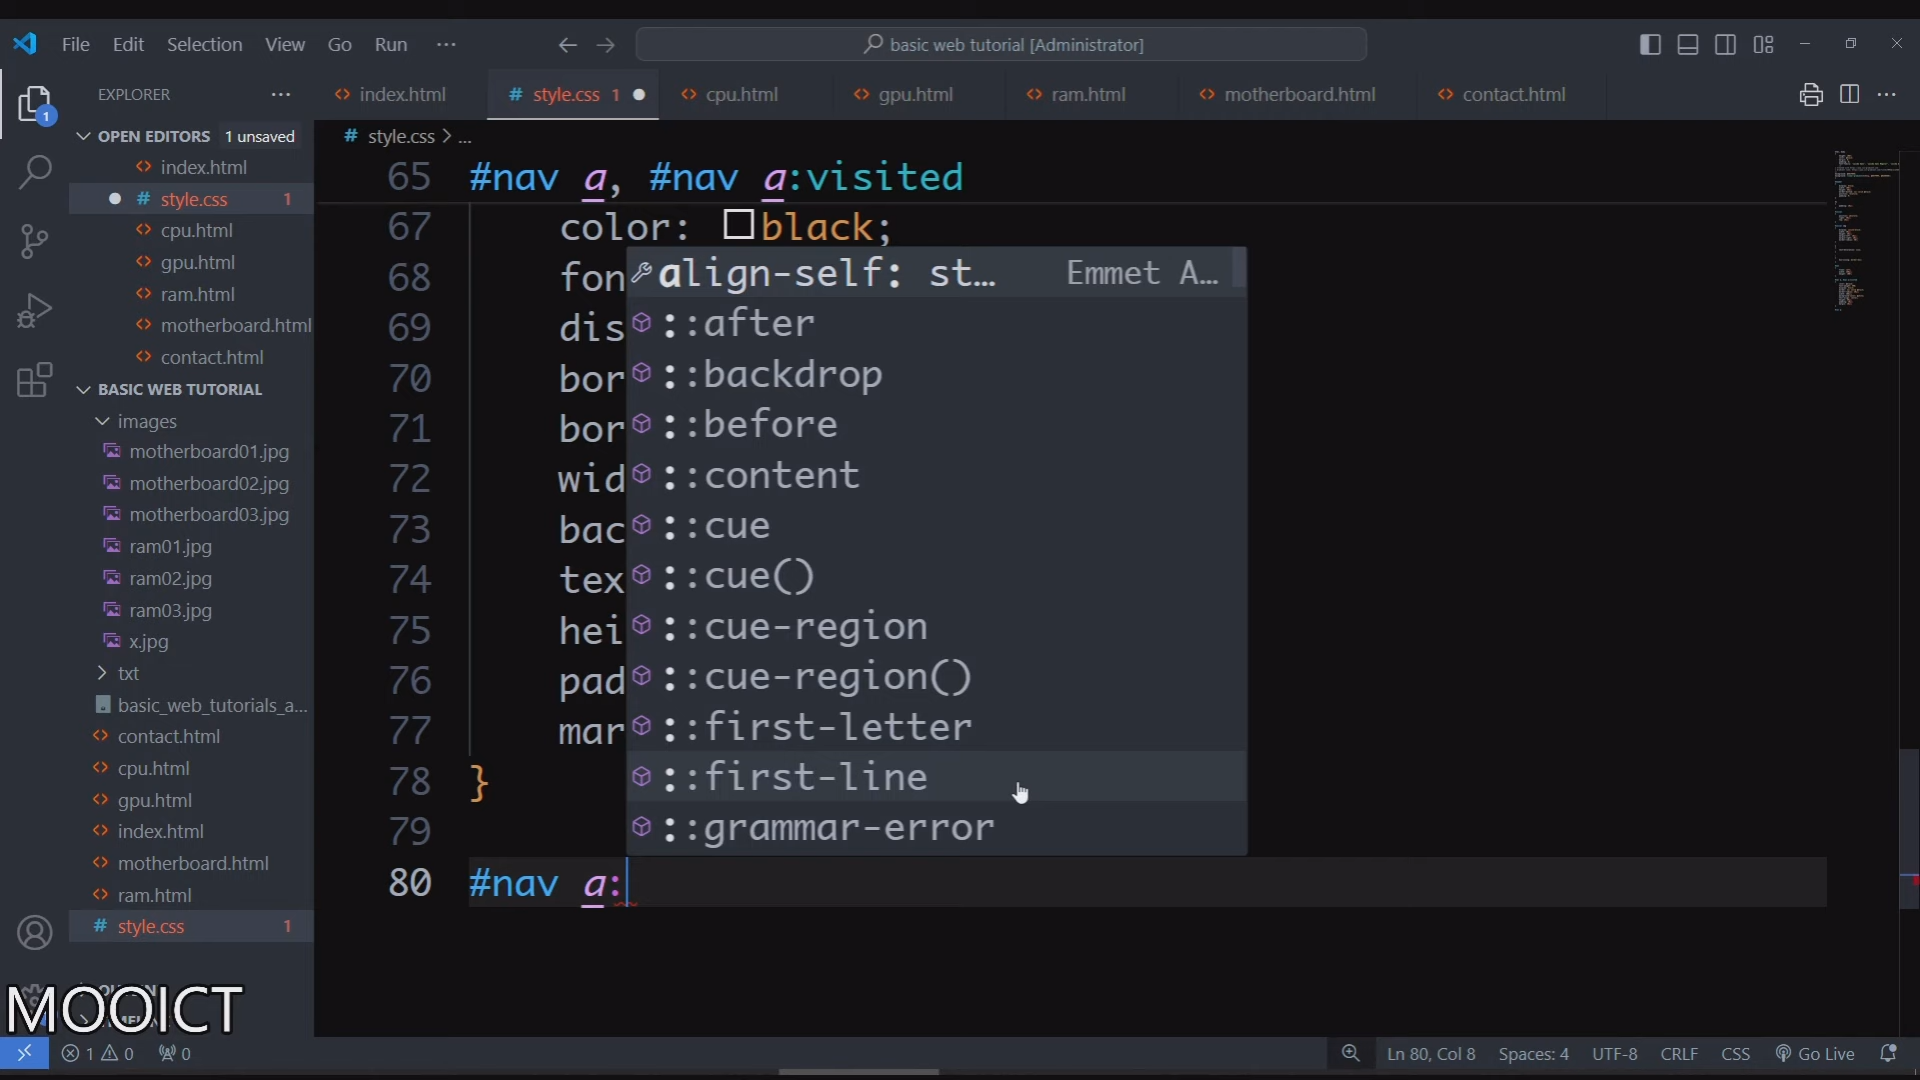 File Edit Selection View Go Run ...
basic web tutorial [Administrator]
EXPLORER ...
index.html
# style.css 1
cpu.html
gpu.html
ram.html
motherboard.html
contact.html
OPEN EDITORS 1 unsaved
index.html
# style.css 1
cpu.html
gpu.html
ram.html
motherboard.html
contact.html
BASIC WEB TUTORIAL
images
motherboard01.jpg
motherboard02.jpg
motherboard03.jpg
ram01.jpg
ram02.jpg
ram03.jpg
x.jpg
txt
basic_web_tutorials_a...
contact.html
cpu.html
gpu.html
index.html
motherboard.html
ram.html
# style.css 1
1
# style.css > ...
65 #nav a, #nav a:visited
67 color: black;
68 fon
69 dis
70 bor
71 bor
72 wid
73 bac
74 tex
75 hei
76 pad
77 mar
78 }
79
80 #nav a:
align-self: st... Emmet A...
::after
::backdrop
::before
::content
::cue
::cue()
::cue-region
::cue-region()
::first-letter
::first-line
::grammar-error
MOOICT
1 0 0
Ln 80, Col 8 Spaces: 4 UTF-8 CRLF CSS Go Live